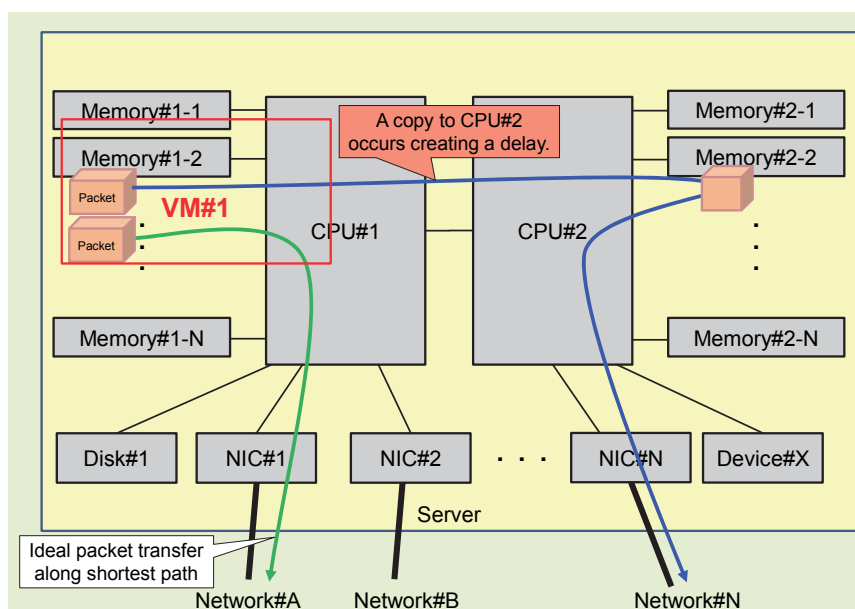 Memory#1-1
Memory#2-1
A copy to CPU#2
occurs creating a delay.
Memory#1-2
Memory#2-2
Packet
VM#1
Packet
CPU#1
CPU#2
Memory#1-N
Memory#2-N
Disk#1
NIC#1
NIC#2
. . .
NIC#N
Device#X
Server
Ideal packet transfer
along shortest path
Network#A
Network#B
Network#N